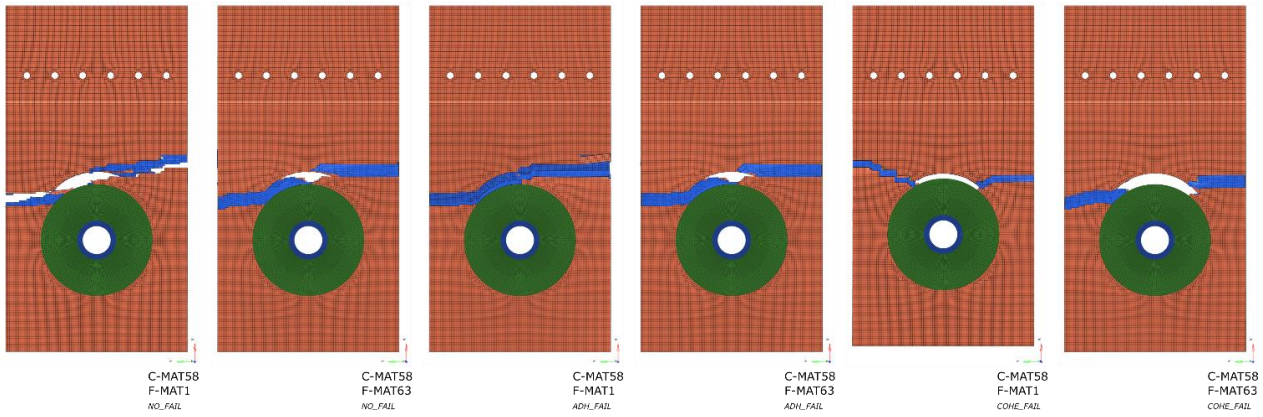 C-MAT58
F-MAT1
NO_FAIL
C-MAT58
F-MAT63
NO_FAIL
C-MAT58
F-MAT1
ADH_FAIL
C-MAT58
F-MAT63
ADH_FAIL
C-MAT58
F-MAT1
COHE_FAIL
C-MAT58
F-MAT63
COHE_FAIL